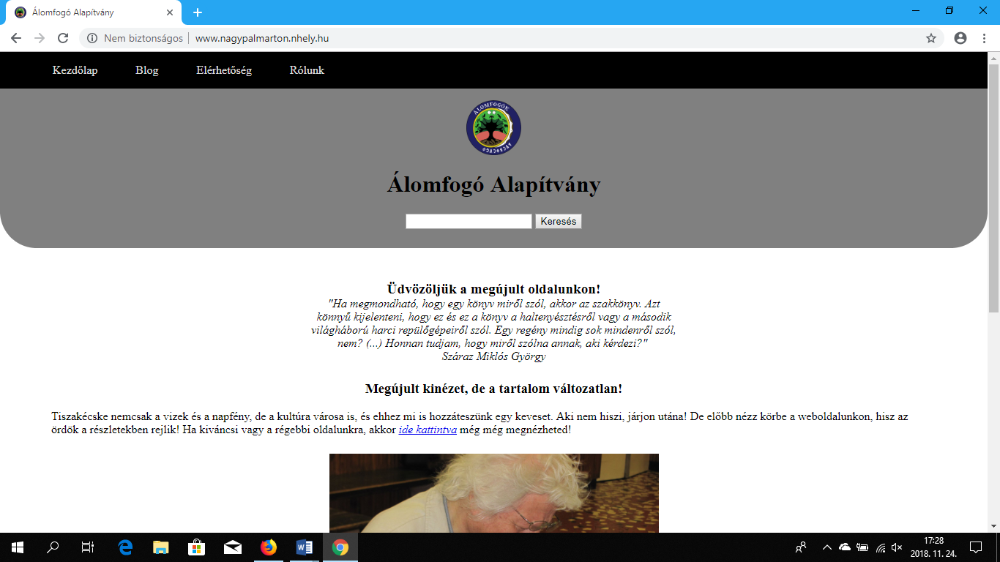 Álomfogó Alapítvány
Nem biztonságos www.nagypalmarton.nhely.hu
Kezdőlap Blog Elérhetőség Rólunk
ÁLOMFOGÓK
Álomfogó Alapítvány
Keresés
Üdvözöljük a megújult oldalunkon!
"Ha megmondható, hogy egy könyv miről szól, akkor az szakkönyv. Azt
könnyű kijelenteni, hogy ez és ez a könyv a haltenyésztésről vagy a második
világháború harci repülőgépeiről szól. Egy regény mindig sok mindenről szól,
nem? (...) Honnan tudjam, hogy miről szólna annak, aki kérdezi?"
Száraz Miklós György
Megújult kinézet, de a tartalom változatlan!
Tiszakécske nemcsak a vizek és a napfény, de a kultúra városa is, és ehhez mi is hozzáteszünk egy keveset. Aki nem hiszi, járjon utána! De előbb nézz körbe a weboldalunkon, hisz az
ördök a részletekben rejlik! Ha kiváncsi vagy a régebbi oldalunkra, akkor ide kattintva még még megnézheted!
17:28
2018. 11. 24.